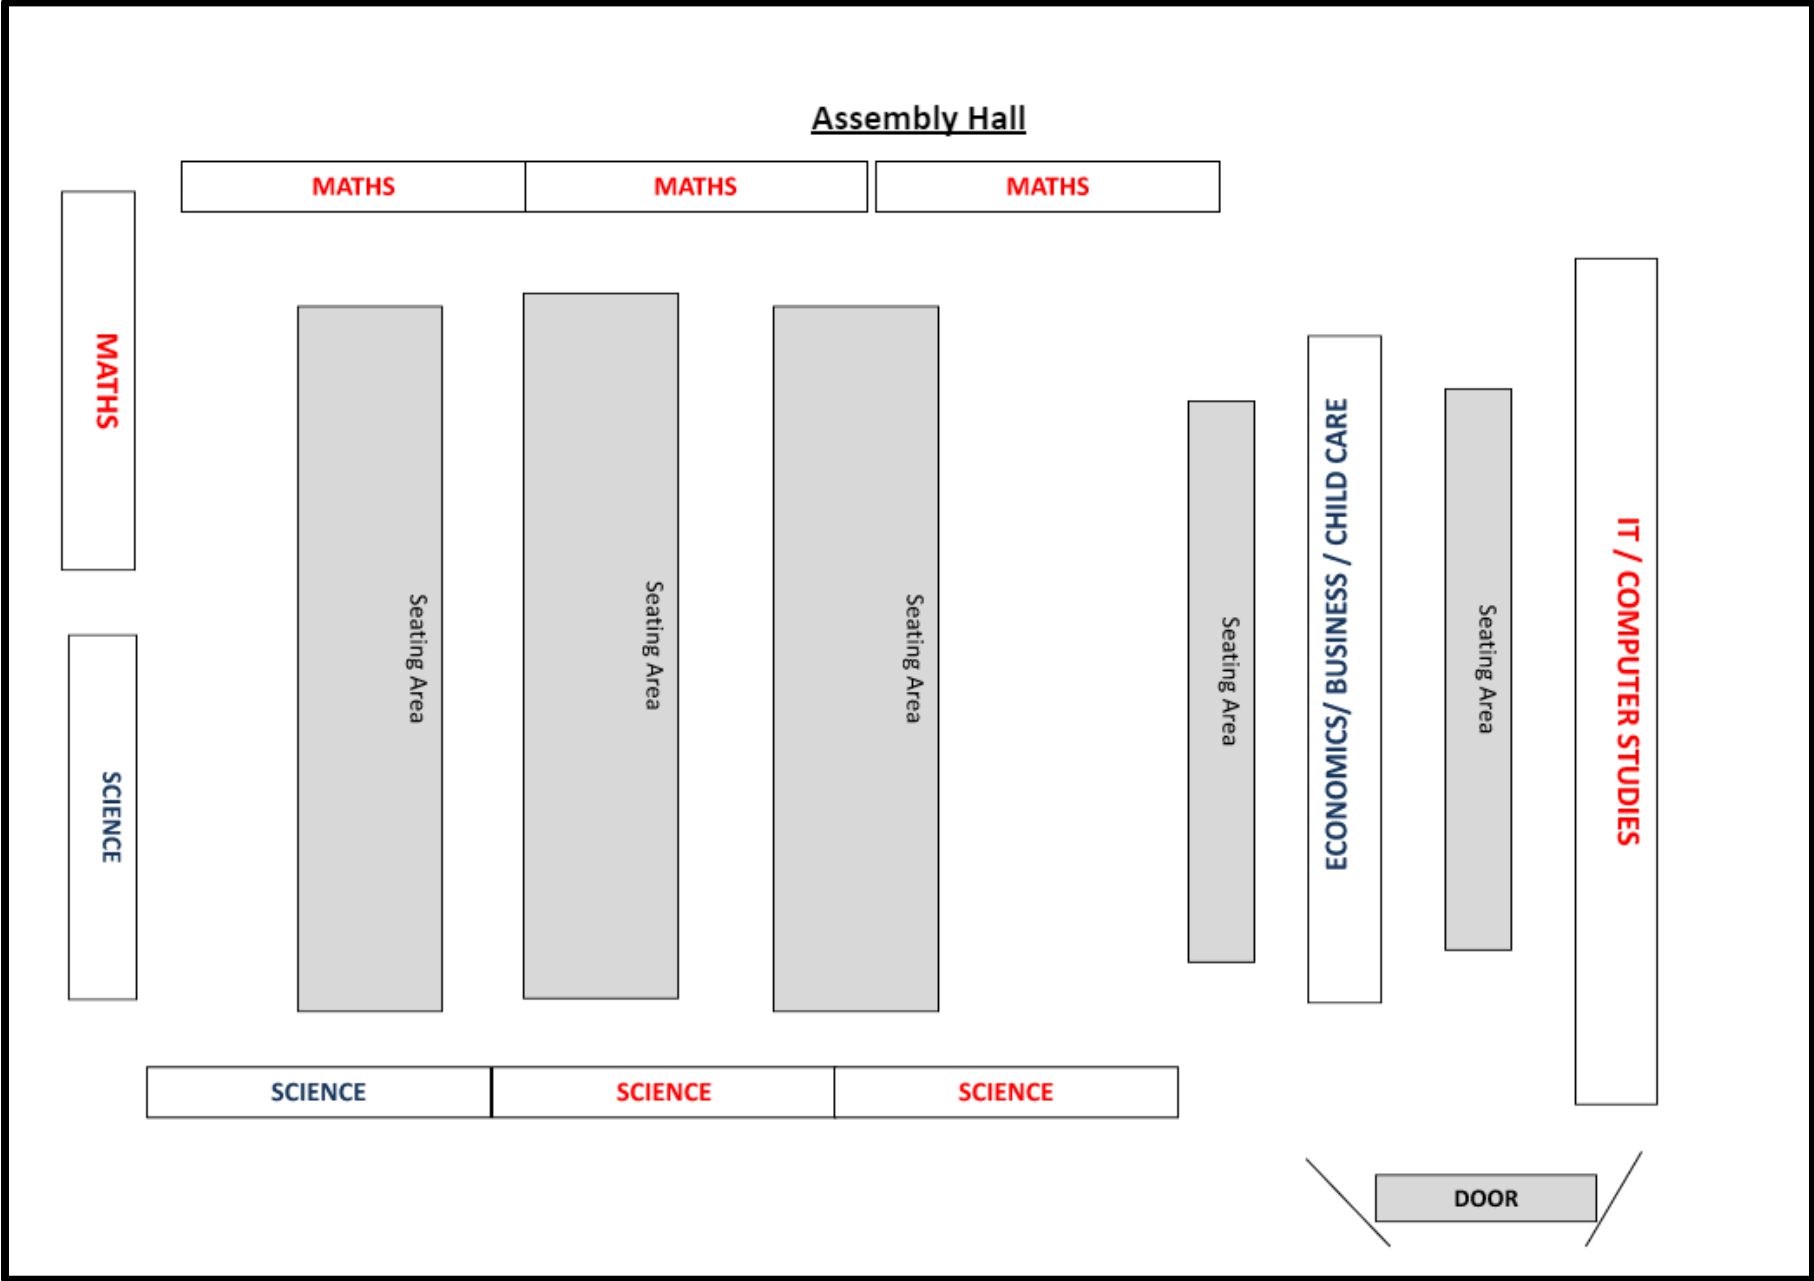 Assembly Hall
MATHS
MATHS
MATHS
MATHS
SCIENCE
Seating Area
Seating Area
Seating Area
Seating Area
ECONOMICS/ BUSINESS / CHILD CARE
Seating Area
IT / COMPUTER STUDIES
SCIENCE
SCIENCE
SCIENCE
DOOR